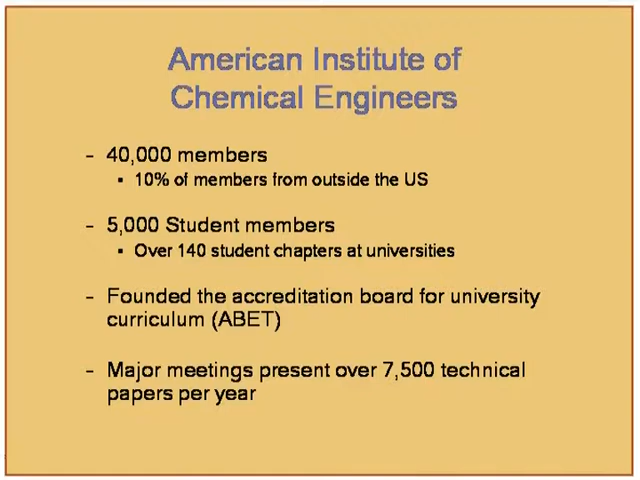 American Institute of
Chemical Engineers
- 40,000 members
▪ 10% of members from outside the US
- 5,000 Student members
▪ Over 140 student chapters at universities
- Founded the accreditation board for university
curriculum (ABET)
- Major meetings present over 7,500 technical
papers per year